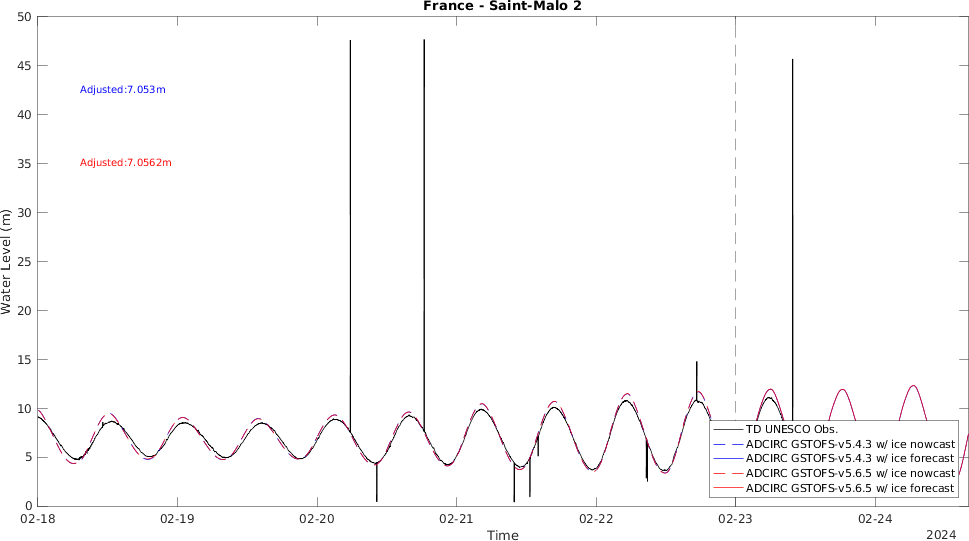 France - Saint-Malo 2
50
45
40
35
30
25
20
15
10
5
0
Water Level (m)
Adjusted:7.053m
Adjusted:7.0562m
TD UNESCO Obs.
ADCIRC GSTOFS-v5.4.3 w/ ice nowcast
ADCIRC GSTOFS-v5.4.3 w/ ice forecast
ADCIRC GSTOFS-v5.6.5 w/ ice nowcast
ADCIRC GSTOFS-v5.6.5 w/ ice forecast
02-18 02-19 02-20 02-21 02-22 02-23 02-24
Time
2024